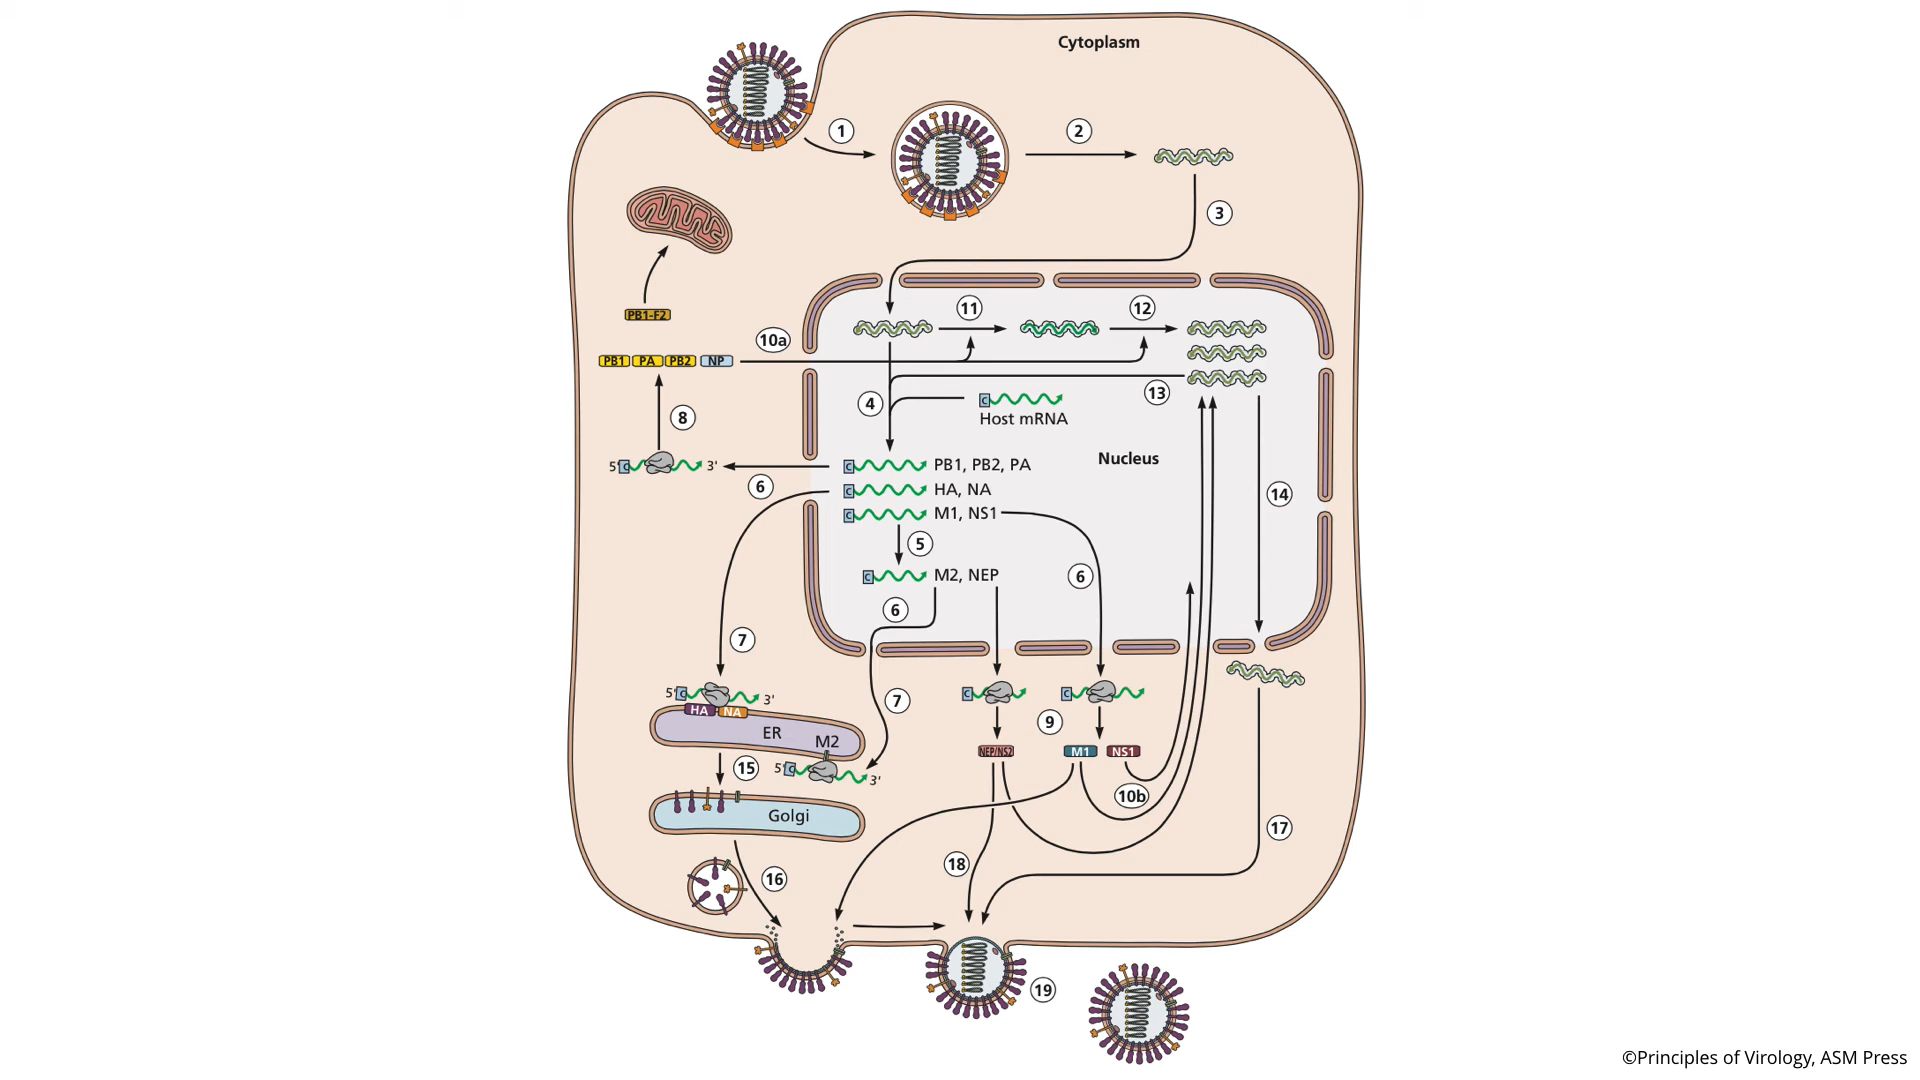 Cytoplasm
1
2
3
PB1-F2
11
12
10a
PB1 PA PB2 NP
13
4
C
Host mRNA
8
5' C 3'
6
C PB1, PB2, PA
C HA, NA
C M1, NS1
Nucleus
14
5
C M2, NEP
6
6
7
5' C 3'
HA NA
ER
M2
7
C
C
9
NEP/NS2
M1 NS1
15
5' C 3'
10b
Golgi
17
18
16
19
©Principles of Virology, ASM Press